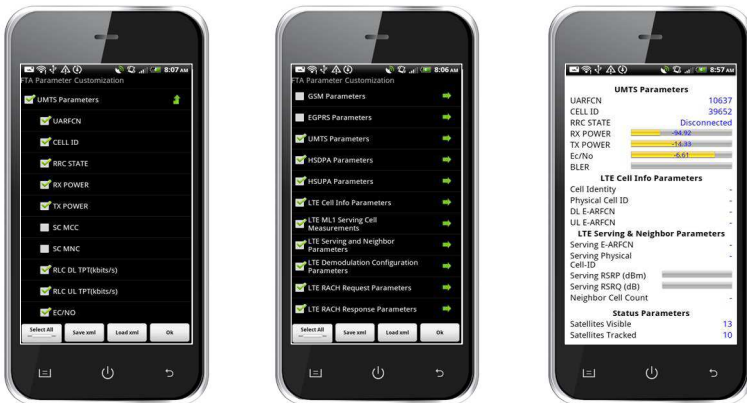 8:07 AM
FTA Parameter Customization
UMTS Parameters
UARFCN
CELL ID
RRC STATE
RX POWER
TX POWER
SC MCC
SC MNC
RLC DL TPT(kbits/s)
RLC UL TPT(kbits/s)
EC/NO
Select All
Save xml
Load xml
Ok
8:06 AM
FTA Parameter Customization
GSM Parameters
EGPRS Parameters
UMTS Parameters
HSDPA Parameters
HSUPA Parameters
LTE Cell Info Parameters
LTE ML1 Serving Cell
Measurements
LTE Serving and Neighbor
Parameters
LTE Demodulation Configuration
Parameters
LTE RACH Request Parameters
LTE RACH Response Parameters
Select All
Save xml
Load xml
Ok
8:57 AM
UMTS Parameters
UARFCN 10637
CELL ID 39652
RRC STATE Disconnected
RX POWER -94.92
TX POWER -14.33
Ec/No -6.61
BLER
LTE Cell Info Parameters
Cell Identity -
Physical Cell ID -
DL E-ARFCN -
UL E-ARFCN -
LTE Serving & Neighbor Parameters
Serving E-ARFCN -
Serving Physical -
Cell-ID
Serving RSRP (dBm)
Serving RSRQ (dB)
Neighbor Cell Count -
Status Parameters
Satellites Visible 13
Satellites Tracked 10